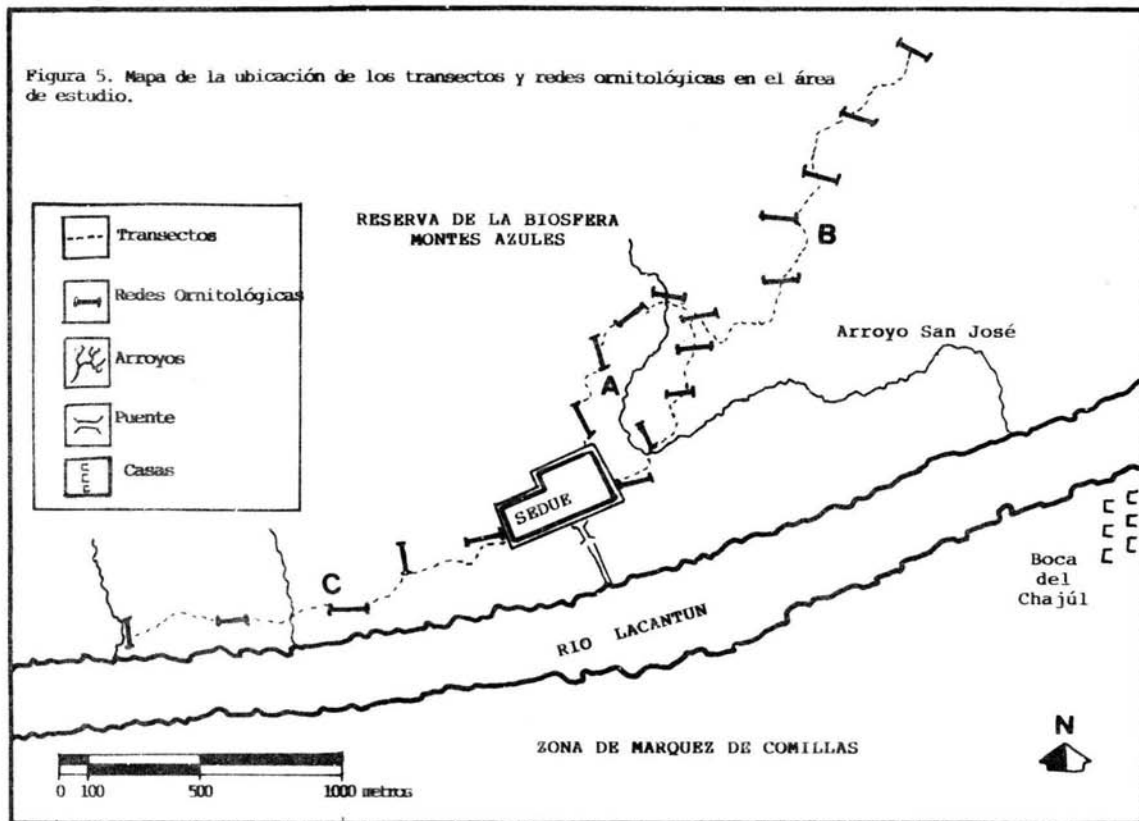 Figura 5. Mapa de la ubicación de los transectos y redes ornitológicas en el área
de estudio.
Transectos
Redes Ornitológicas
Arroyos
Puente
Casas
RESERVA DE LA BIOSFERA
MONTES AZULES
B
Arroyo San José
A
SEDUE
C
Boca
del
Chajúl
RIO LACANTUN
ZONA DE MARQUEZ DE COMILLAS
N
0 100 500 1000 metros